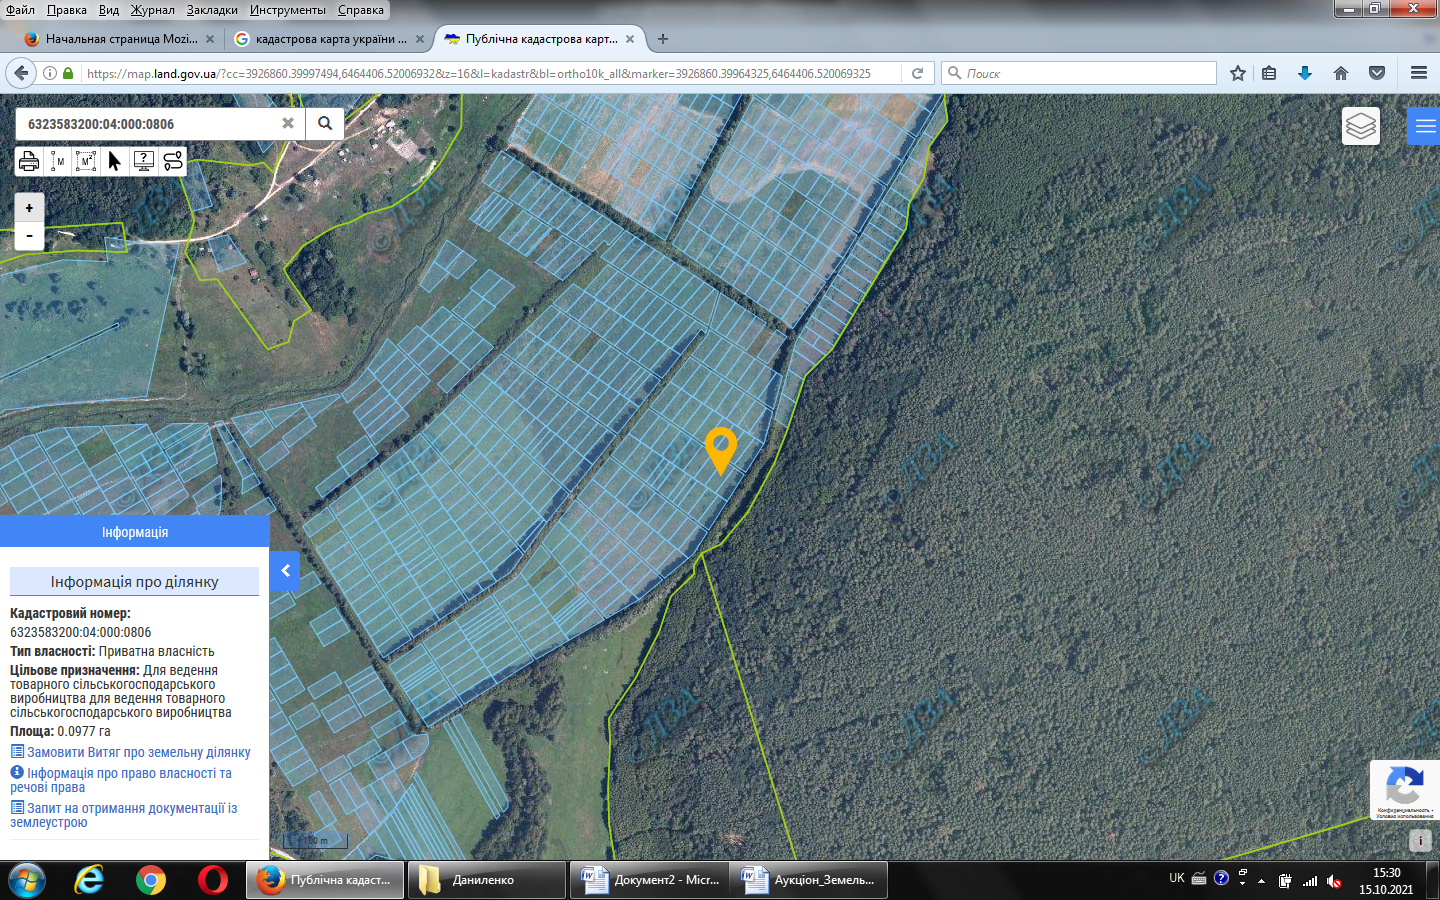 Файл Правка Вид Журнал Закладки Инструменты Справка
Начальная страница Mozi...
кадастрова карта україни ...
Публічна кадастрова карт...
https://map.land.gov.ua/?cc=3926860.39997494,6464406.52006932&z=16&l=kadastr&bl=ortho10k_all&marker=3926860.39964325,6464406.520069325
Поиск
6323583200:04:000:0806
М
М²
?
+
-
Інформація
Інформація про ділянку
Кадастровий номер:
6323583200:04:000:0806
Тип власності: Приватна власність
Цільове призначення: Для ведення
товарного сільськогосподарського
виробництва для ведення товарного
сільськогосподарського виробництва
Площа: 0.0977 га
Замовити Витяг про земельну ділянку
Інформація про право власності та
речові права
Запит на отримання документації із
землеустрою
100 m
Конфиденциальность -
Условия использования
i
Публічна кадаст...
Даниленко
Документ2 - Micr...
Аукціон_Земель...
UK
15:30
15.10.2021